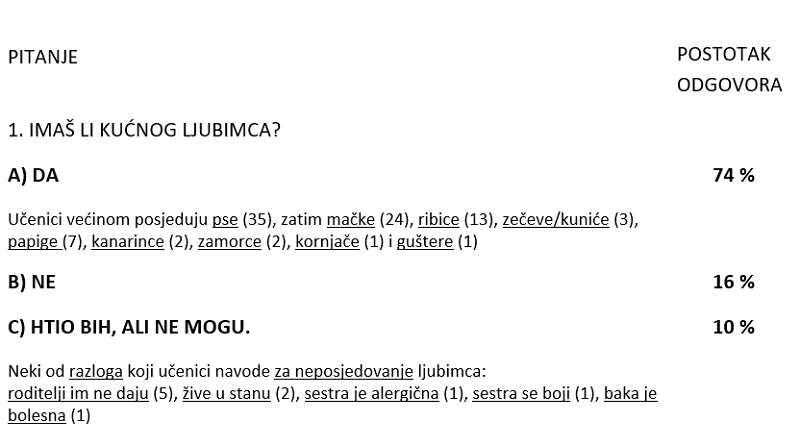 PITANJE
POSTOTAK
ODGOVORA
1. IMAŠ LI KUĆNOG LJUBIMCA?
A) DA 74 %
Učenici većinom posjeduju pse (35), zatim mačke (24), ribice (13), zečeve/kuniće (3),
papige (7), kanarince (2), zamorce (2), kornjače (1) i guštere (1)
B) NE 16 %
C) HTIO BIH, ALI NE MOGU. 10 %
Neki od razloga koji učenici navode za neposjedovanje ljubimca:
roditelji im ne daju (5), žive u stanu (2), sestra je alergična (1), sestra se boji (1), baka je
bolesna (1)